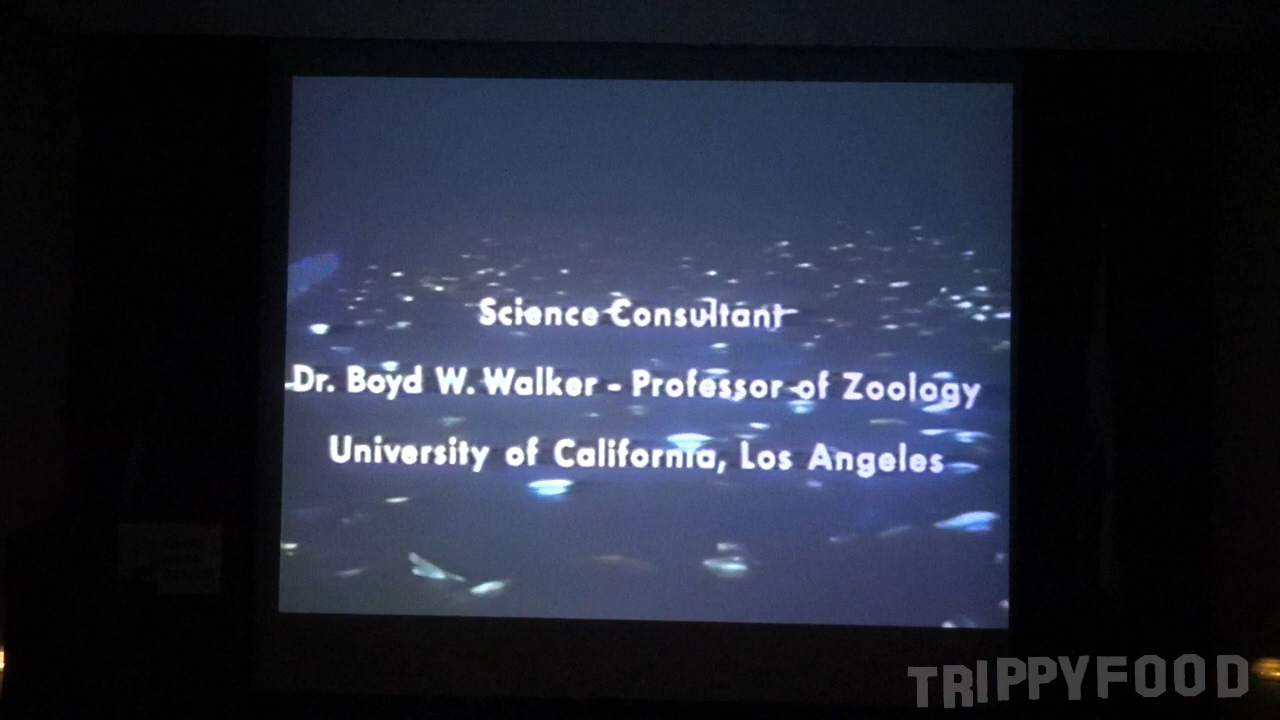 Science Consultant
Dr. Boyd W. Walker - Professor of Zoology
University of California, Los Angeles
TRIPPYFOOD